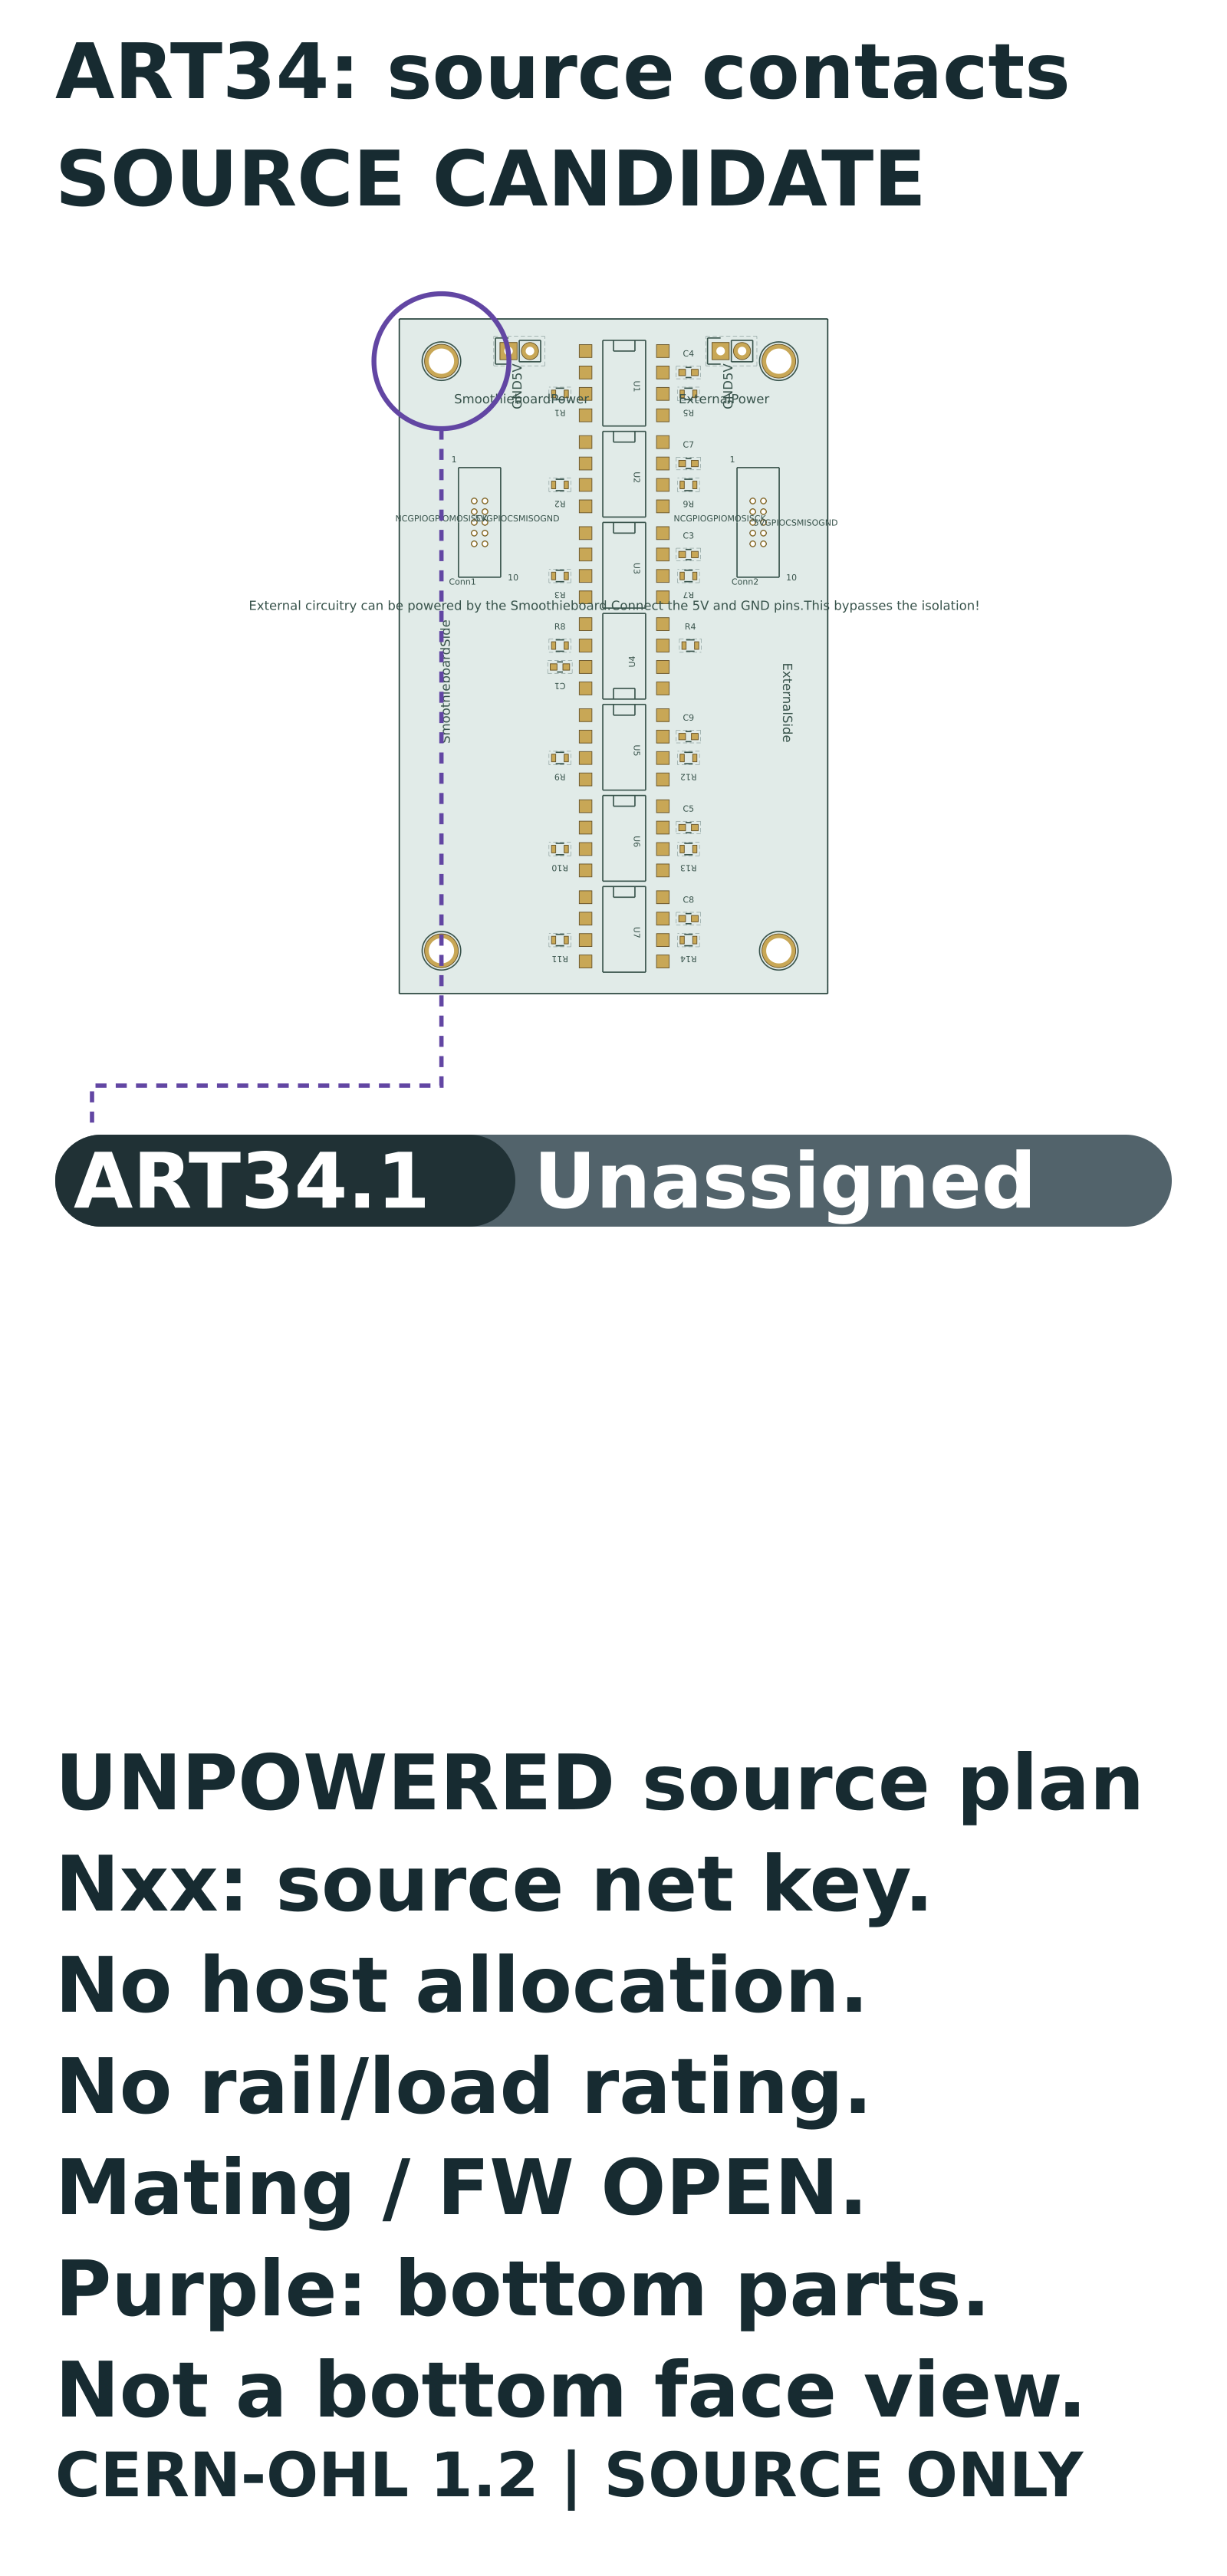 ART34: source contacts
SOURCE CANDIDATE
GND5V
GND5V
SmoothieboardPower
ExternalPower
U1
C4
R1
R5
U2
C7
R2
R6
1
1
Conn1
10
Conn2
10
U3
C3
R3
R7
External circuitry can be powered by the Smoothieboard.Connect the 5V and GND pins.This bypasses the isolation!
SmoothieboardSide
ExternalSide
R8
C1
U4
R4
U5
C9
R9
R12
U6
C5
R10
R13
U7
C8
R11
R14
ART34.1 Unassigned
UNPOWERED source plan
Nxx: source net key.
No host allocation.
No rail/load rating.
Mating / FW OPEN.
Purple: bottom parts.
Not a bottom face view.
CERN-OHL 1.2 | SOURCE ONLY